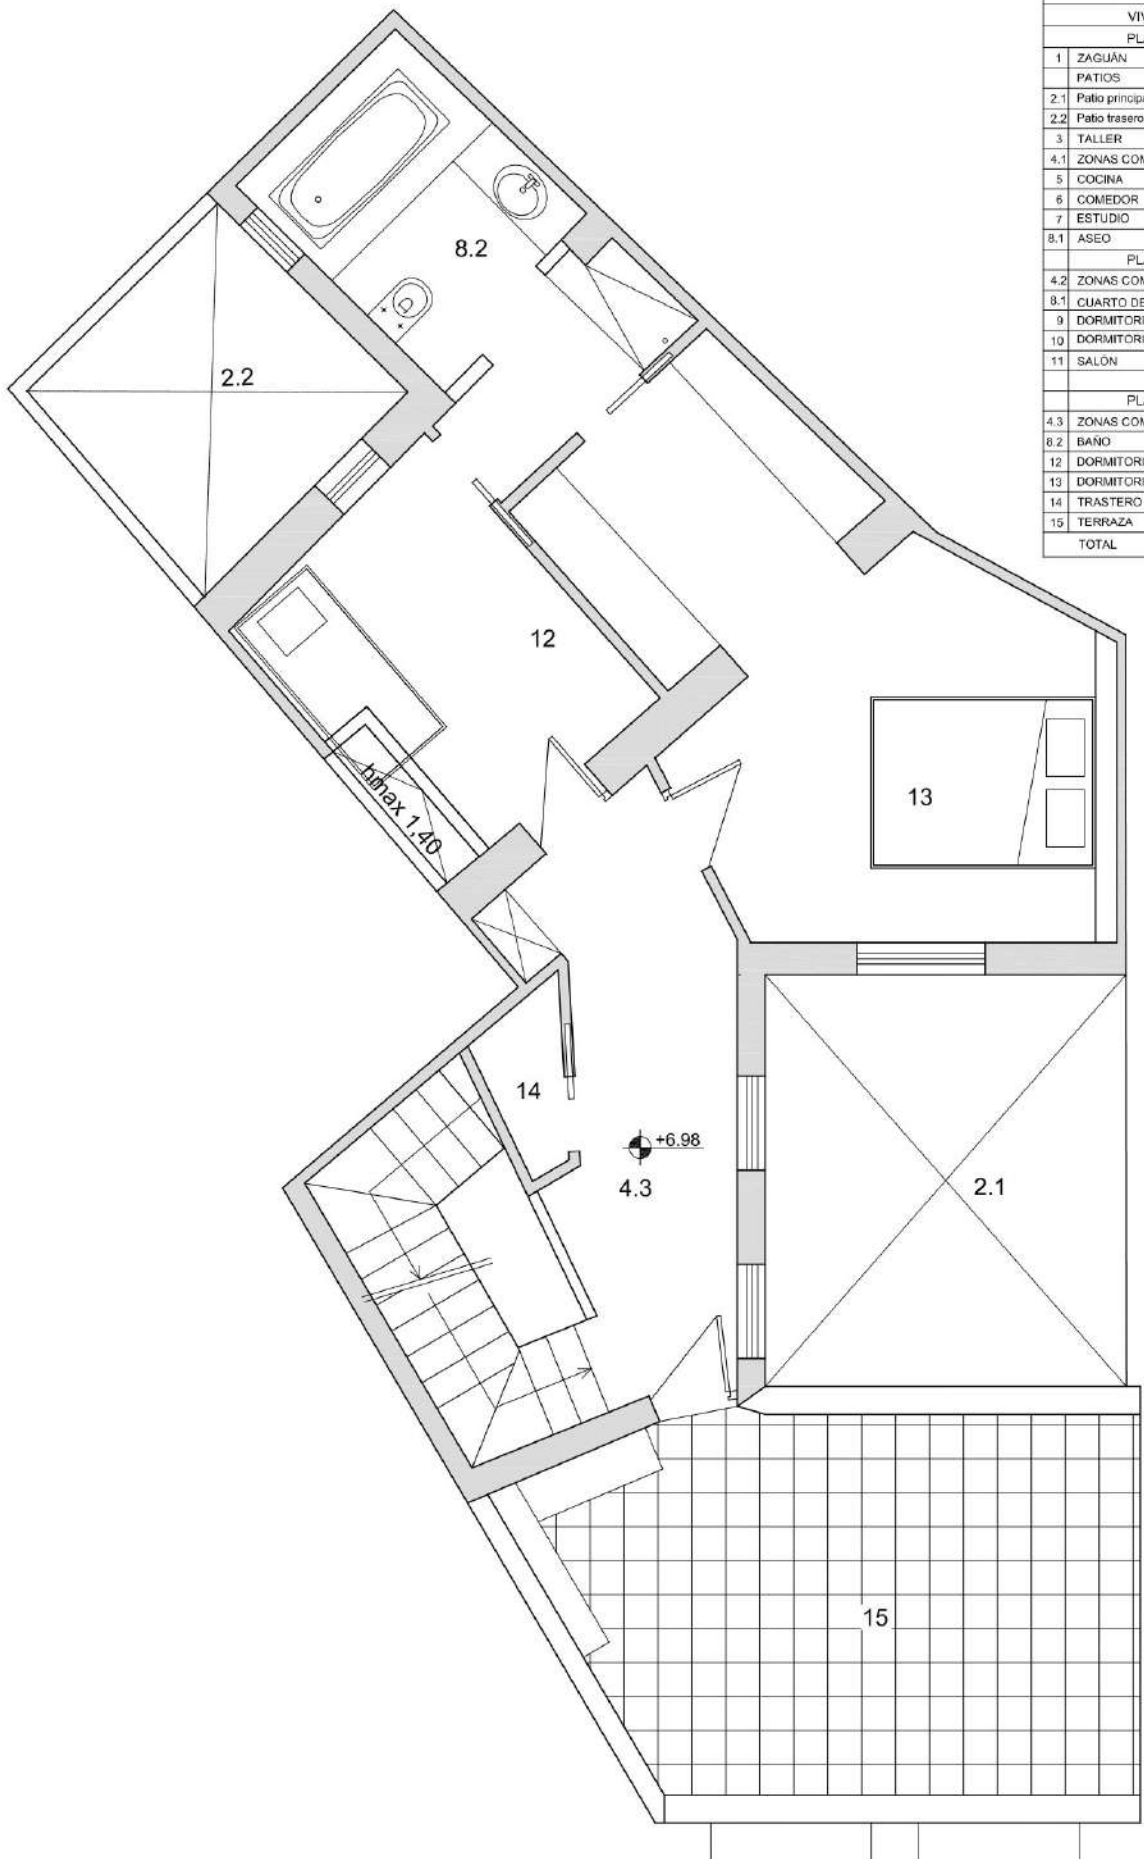 VIV
PLA
1 ZAGUÁN
PATIOS
2.1 Patio principa
2.2 Patio trasero
3 TALLER
4.1 ZONAS COM
5 COCINA
6 COMEDOR
7 ESTUDIO
8.1 ASEO
PLA
4.2 ZONAS COM
8.1 CUARTO DE
9 DORMITORI
10 DORMITORI
11 SALÓN
PLA
4.3 ZONAS COM
8.2 BAÑO
12 DORMITORI
13 DORMITORI
14 TRASTERO
15 TERRAZA
TOTAL
8.2
2.2
12
hmax 1,40
13
14
+6.98
4.3
2.1
15